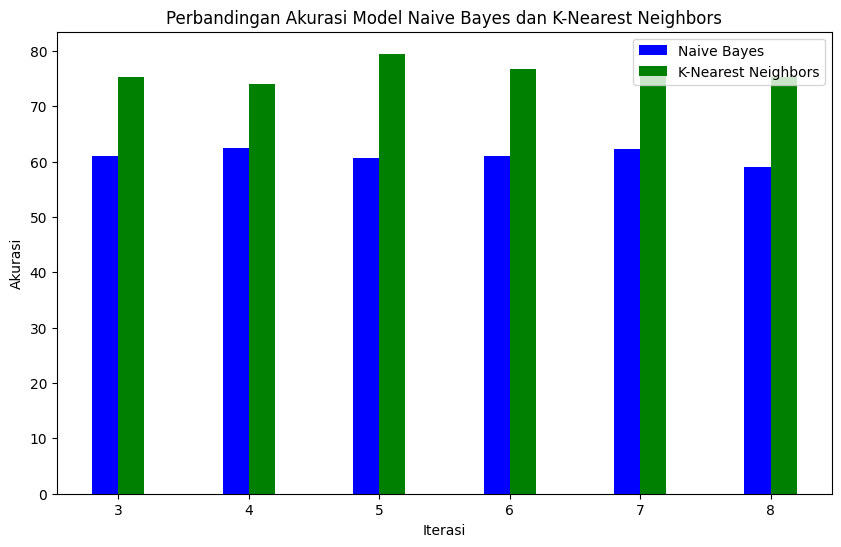 Perbandingan Akurasi Model Naive Bayes dan K-Nearest Neighbors
Naive Bayes
K-Nearest Neighbors
80
70
60
50
40
30
20
10
0
Akurasi
3 4 5 6 7 8
Iterasi